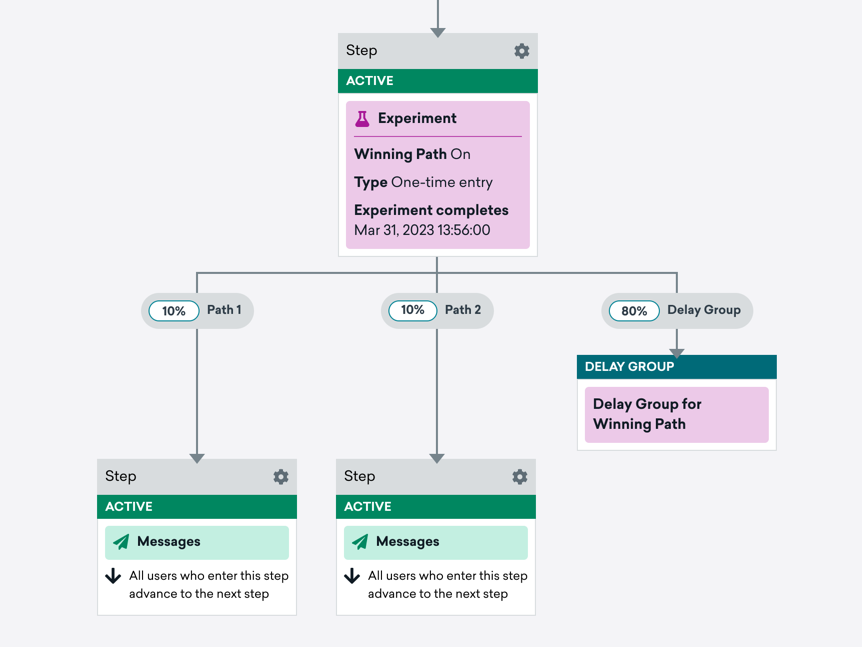 Step
ACTIVE
Experiment
Winning Path On
Type One-time entry
Experiment completes
Mar 31, 2023 13:56:00
10% Path 1
10% Path 2
80% Delay Group
DELAY GROUP
Delay Group for
Winning Path
Step
ACTIVE
Messages
All users who enter this step
advance to the next step
Step
ACTIVE
Messages
All users who enter this step
advance to the next step